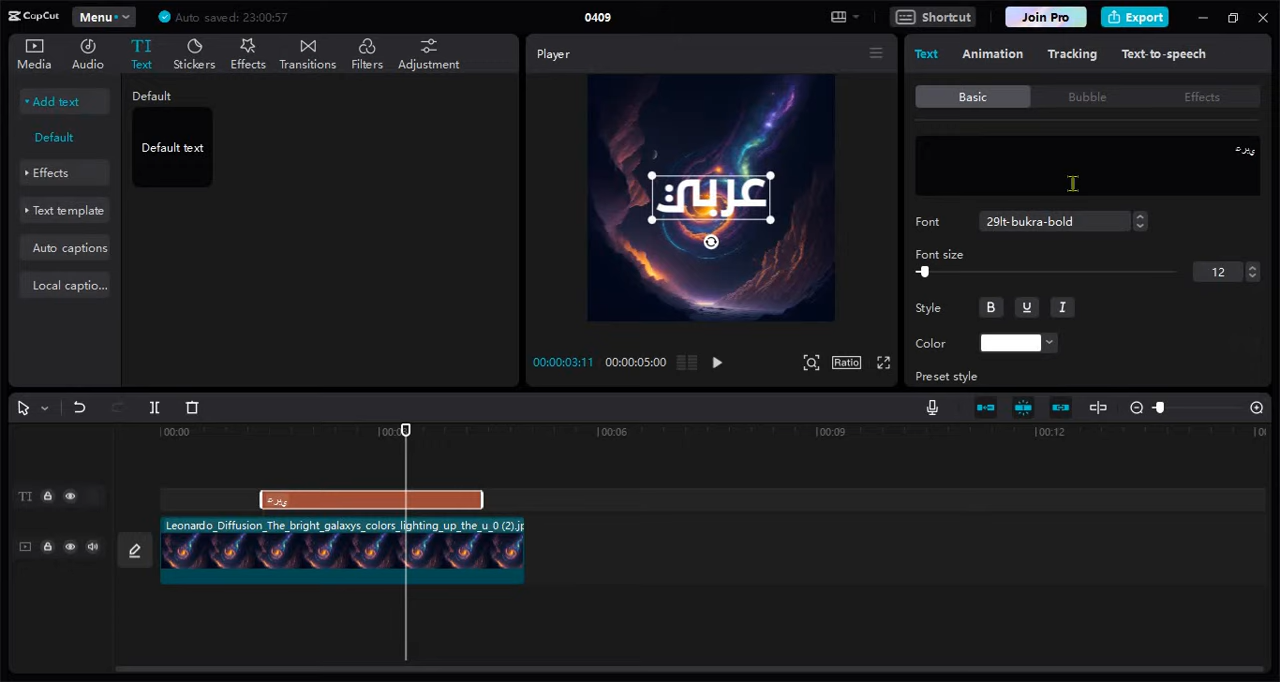 CapCut
Menu
Auto saved: 23:00:57
0409
Shortcut
Join Pro
Export
Media
Audio
TI
Text
Stickers
Effects
Transitions
Filters
Adjustment
Add text
Default
Effects
Text template
Auto captions
Local captio...
Default
Default text
Player
عربي
00:00:03:11
00:00:05:00
Ratio
Text
Animation
Tracking
Text-to-speech
Basic
Bubble
Effects
Font
29lt-bukra-bold
Font size
12
Style
B
U
I
Color
Preset style
00:00
00:06
00:09
00:12
TI
Leonardo_Diffusion_The_bright_galaxys_colors_lighting_up_the_u_0 (2).jp